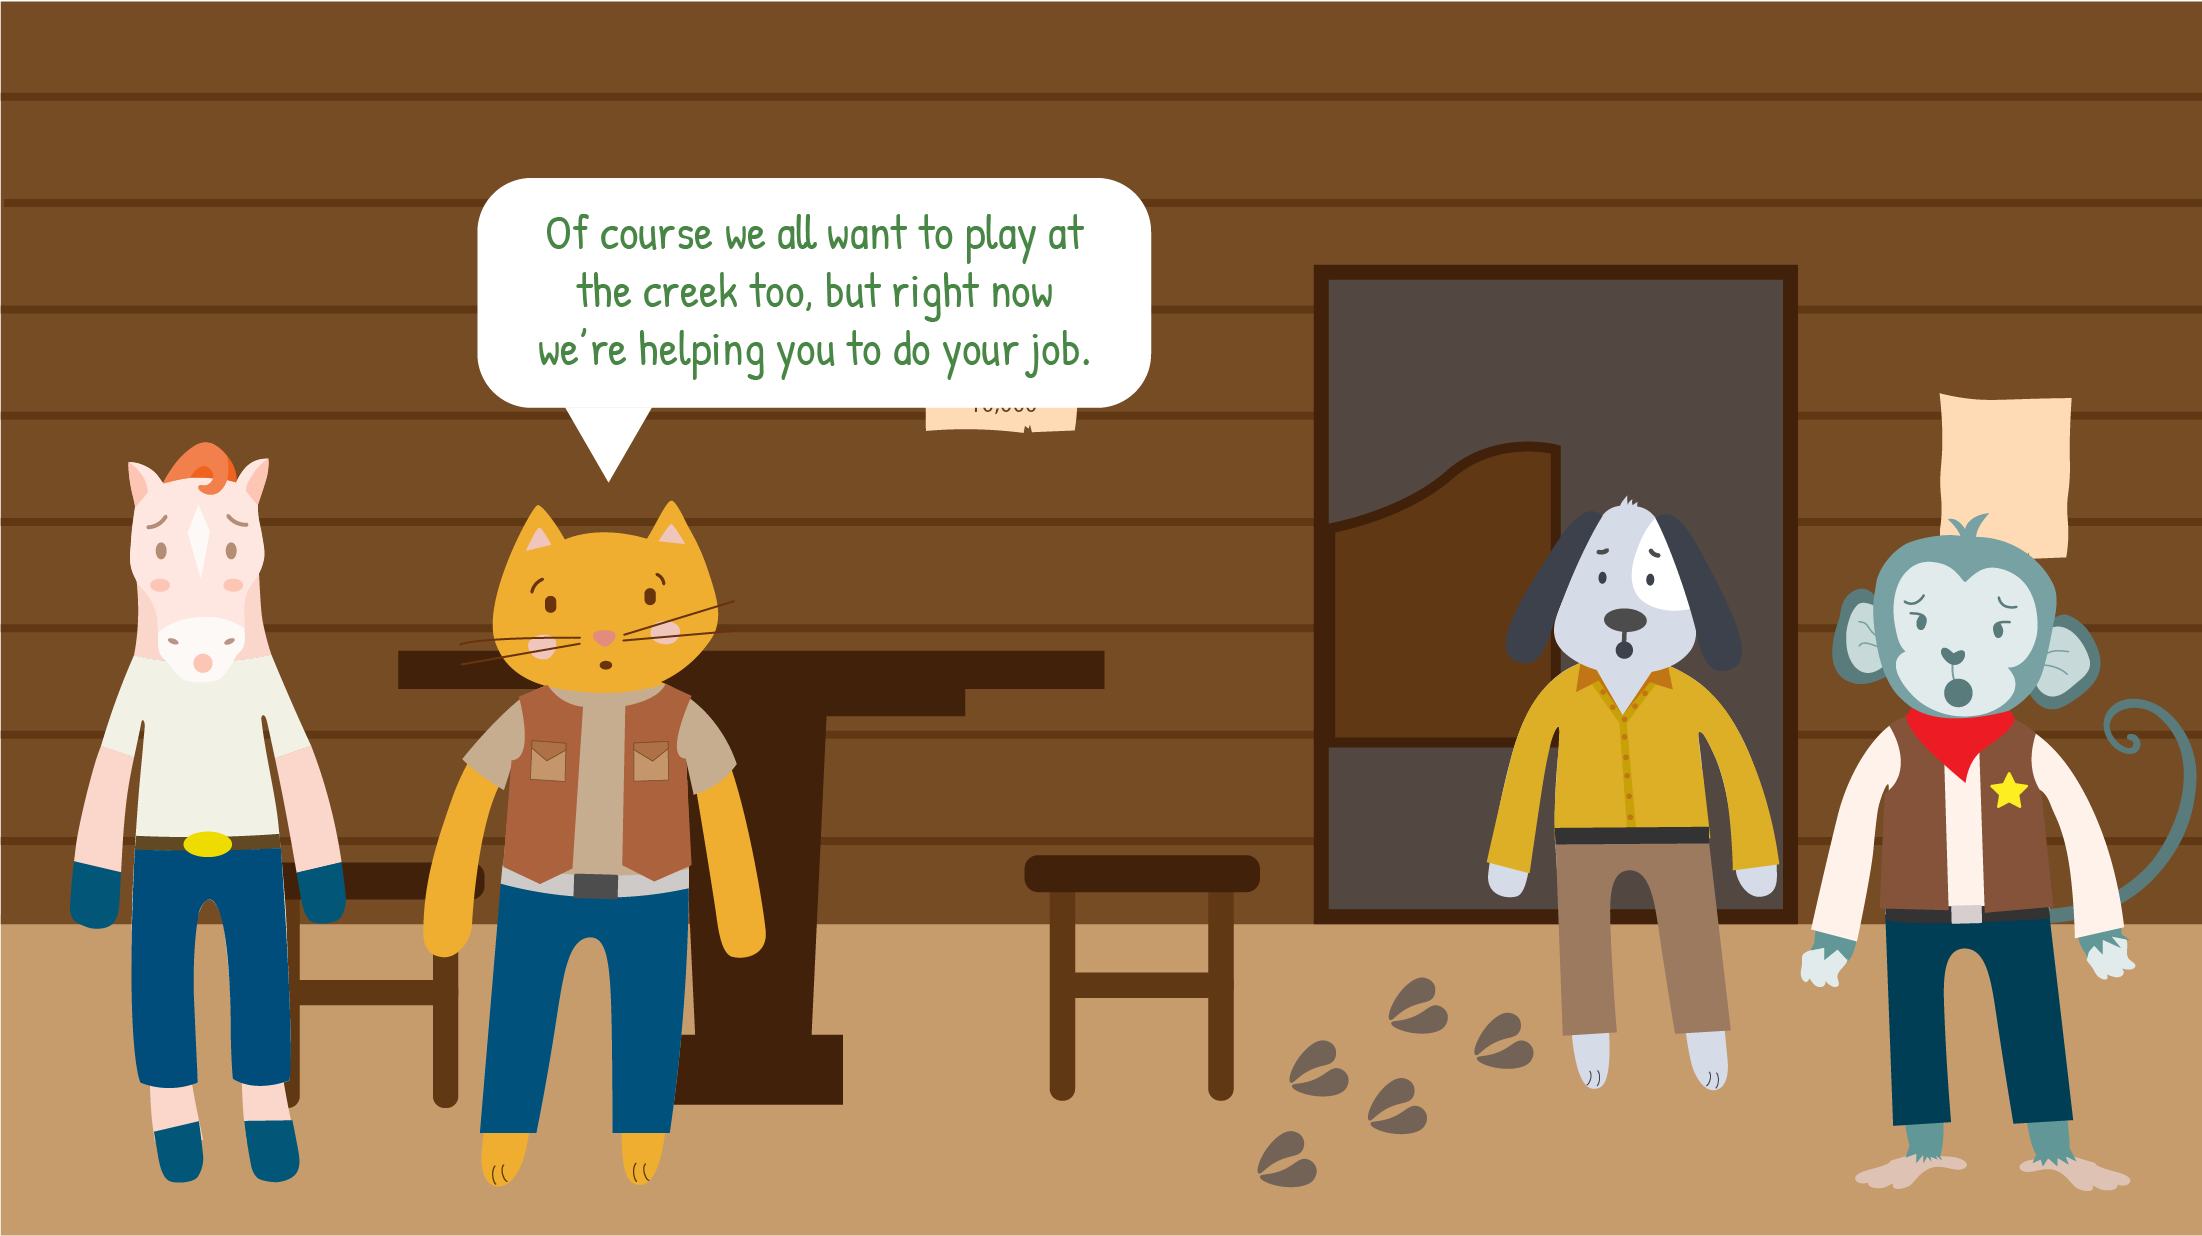 Of course we all want to play at
the creek too, but right now
we're helping you to do your job.